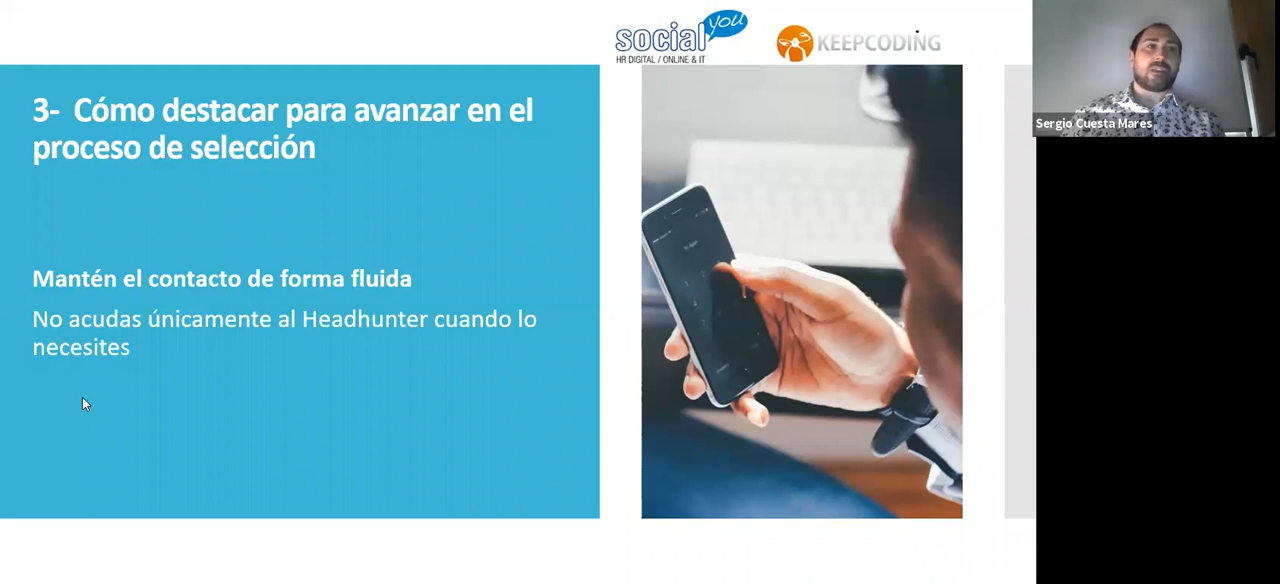 social you
HR DIGITAL / ONLINE & IT
KEEPCODING
Sergio Cuesta Mares
3- Cómo destacar para avanzar en el
proceso de selección
Mantén el contacto de forma fluida
No acudas únicamente al Headhunter cuando lo
necesites